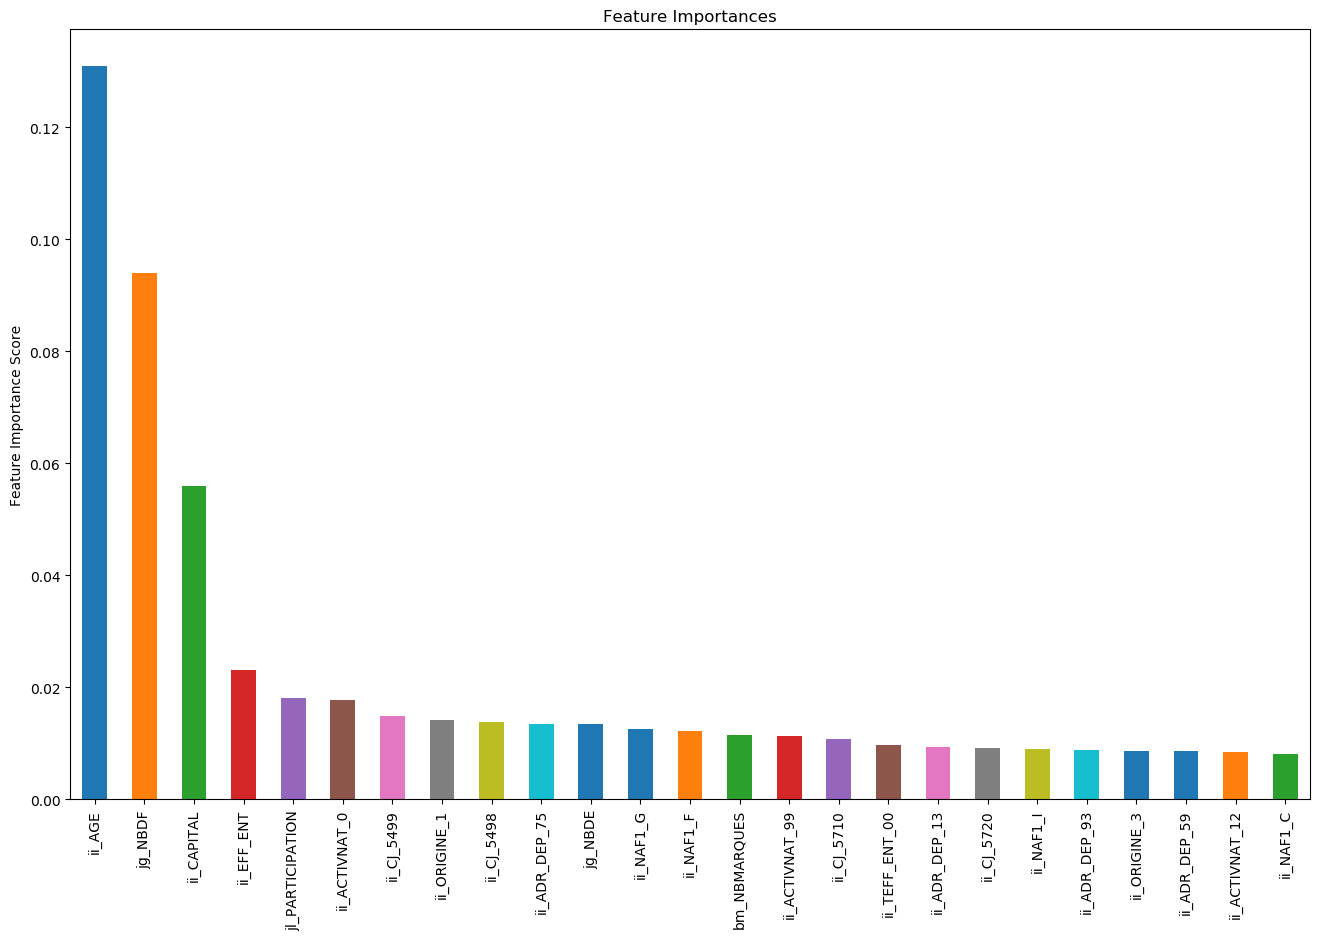 Feature Importances
Feature Importance Score
0.12
0.10
0.08
0.06
0.04
0.02
0.00
ii_AGE
jg_NBDF
ii_CAPITAL
ii_EFF_ENT
jl_PARTICIPATION
ii_ACTIVNAT_0
ii_CJ_5499
ii_ORIGINE_1
ii_CJ_5498
ii_ADR_DEP_75
jg_NBDE
ii_NAF1_G
ii_NAF1_F
bm_NBMARQUES
ii_ACTIVNAT_99
ii_CJ_5710
ii_TEFF_ENT_00
ii_ADR_DEP_13
ii_CJ_5720
ii_NAF1_I
ii_ADR_DEP_93
ii_ORIGINE_3
ii_ADR_DEP_59
ii_ACTIVNAT_12
ii_NAF1_C